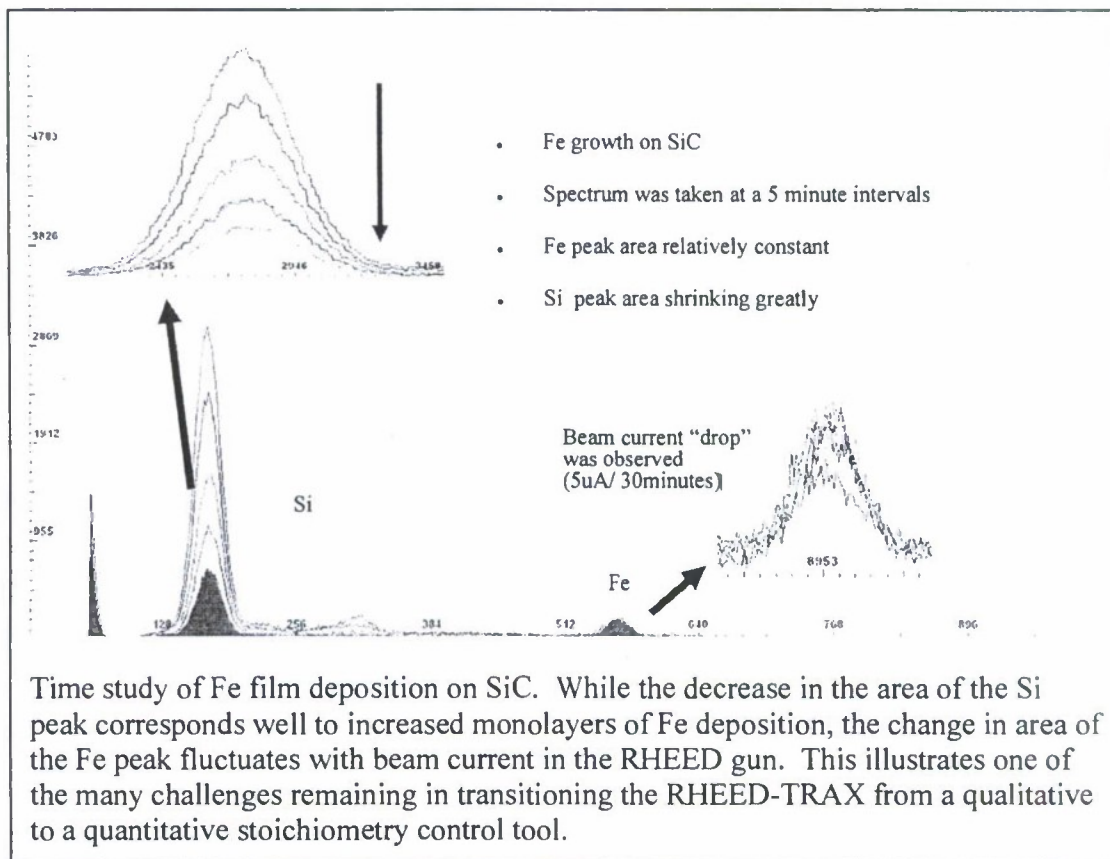 4783
3826
2435 2946 3458
2869
1912
955
128 256 384 512 640 768 896
• Fe growth on SiC
• Spectrum was taken at a 5 minute intervals
• Fe peak area relatively constant
• Si peak area shrinking greatly
Beam current “drop”
was observed
(5uA/ 30minutes)
Si
Fe
8953
Time study of Fe film deposition on SiC. While the decrease in the area of the Si
peak corresponds well to increased monolayers of Fe deposition, the change in area of
the Fe peak fluctuates with beam current in the RHEED gun. This illustrates one of
the many challenges remaining in transitioning the RHEED-TRAX from a qualitative
to a quantitative stoichiometry control tool.